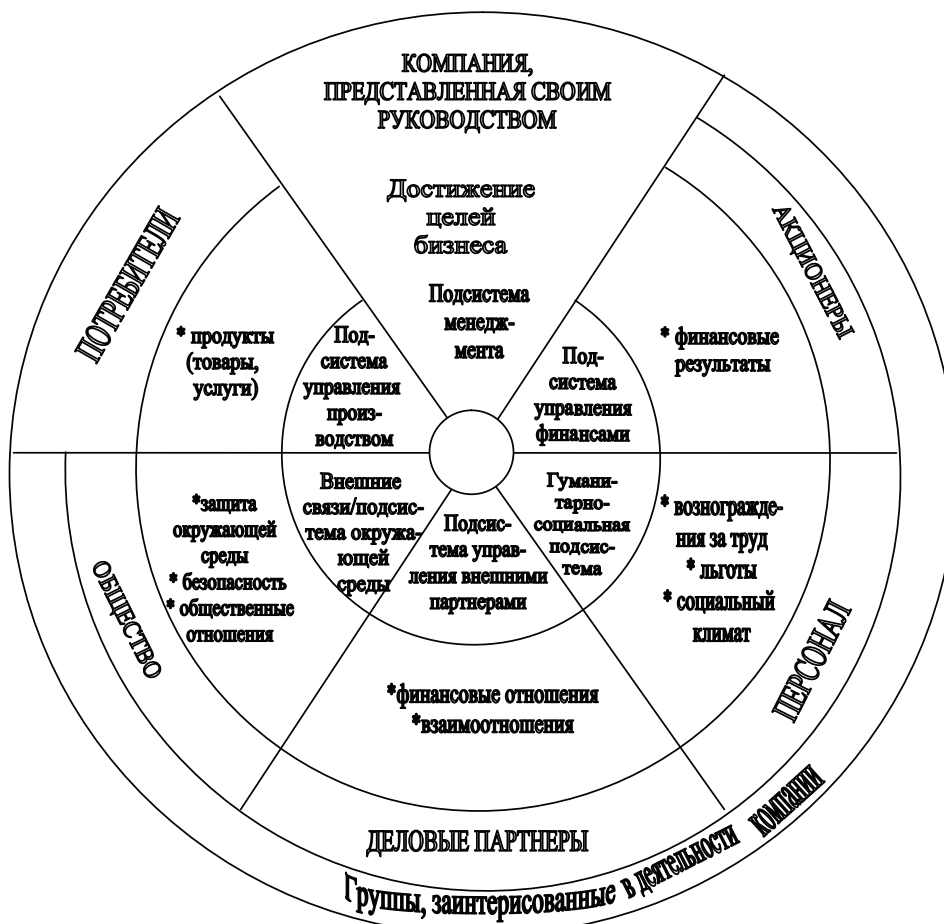 КОМПАНИЯ,
ПРЕДСТАВЛЕННАЯ СВОИМ
РУКОВОДСТВОМ
Достижение
целей
бизнеса
Подсистема
менедж-
мента
ПОТРЕБИТЕЛИ
* продукты
(товары,
услуги)
Под-
система
управления
произ-
водством
Под-
система
управления
финансами
* финансовые
результаты
АКЦИОНЕРЫ
ОБЩЕСТВО
*защита
окружающей
среды
* безопасность
* общественные
отношения
Внешние
связи/подсис-
тема окружа-
ющей
среды
Подсис-
тема управ-
ления внешними
партнерами
Гумани-
тарно-
социальная
подсис-
тема
* возногражде-
ния за труд
* льготы
* социальный
климат
ПЕРСОНАЛ
*финансовые отношения
*взаимоотношения
ДЕЛОВЫЕ ПАРТНЕРЫ
Группы, заинтерисованные в деятельности компании